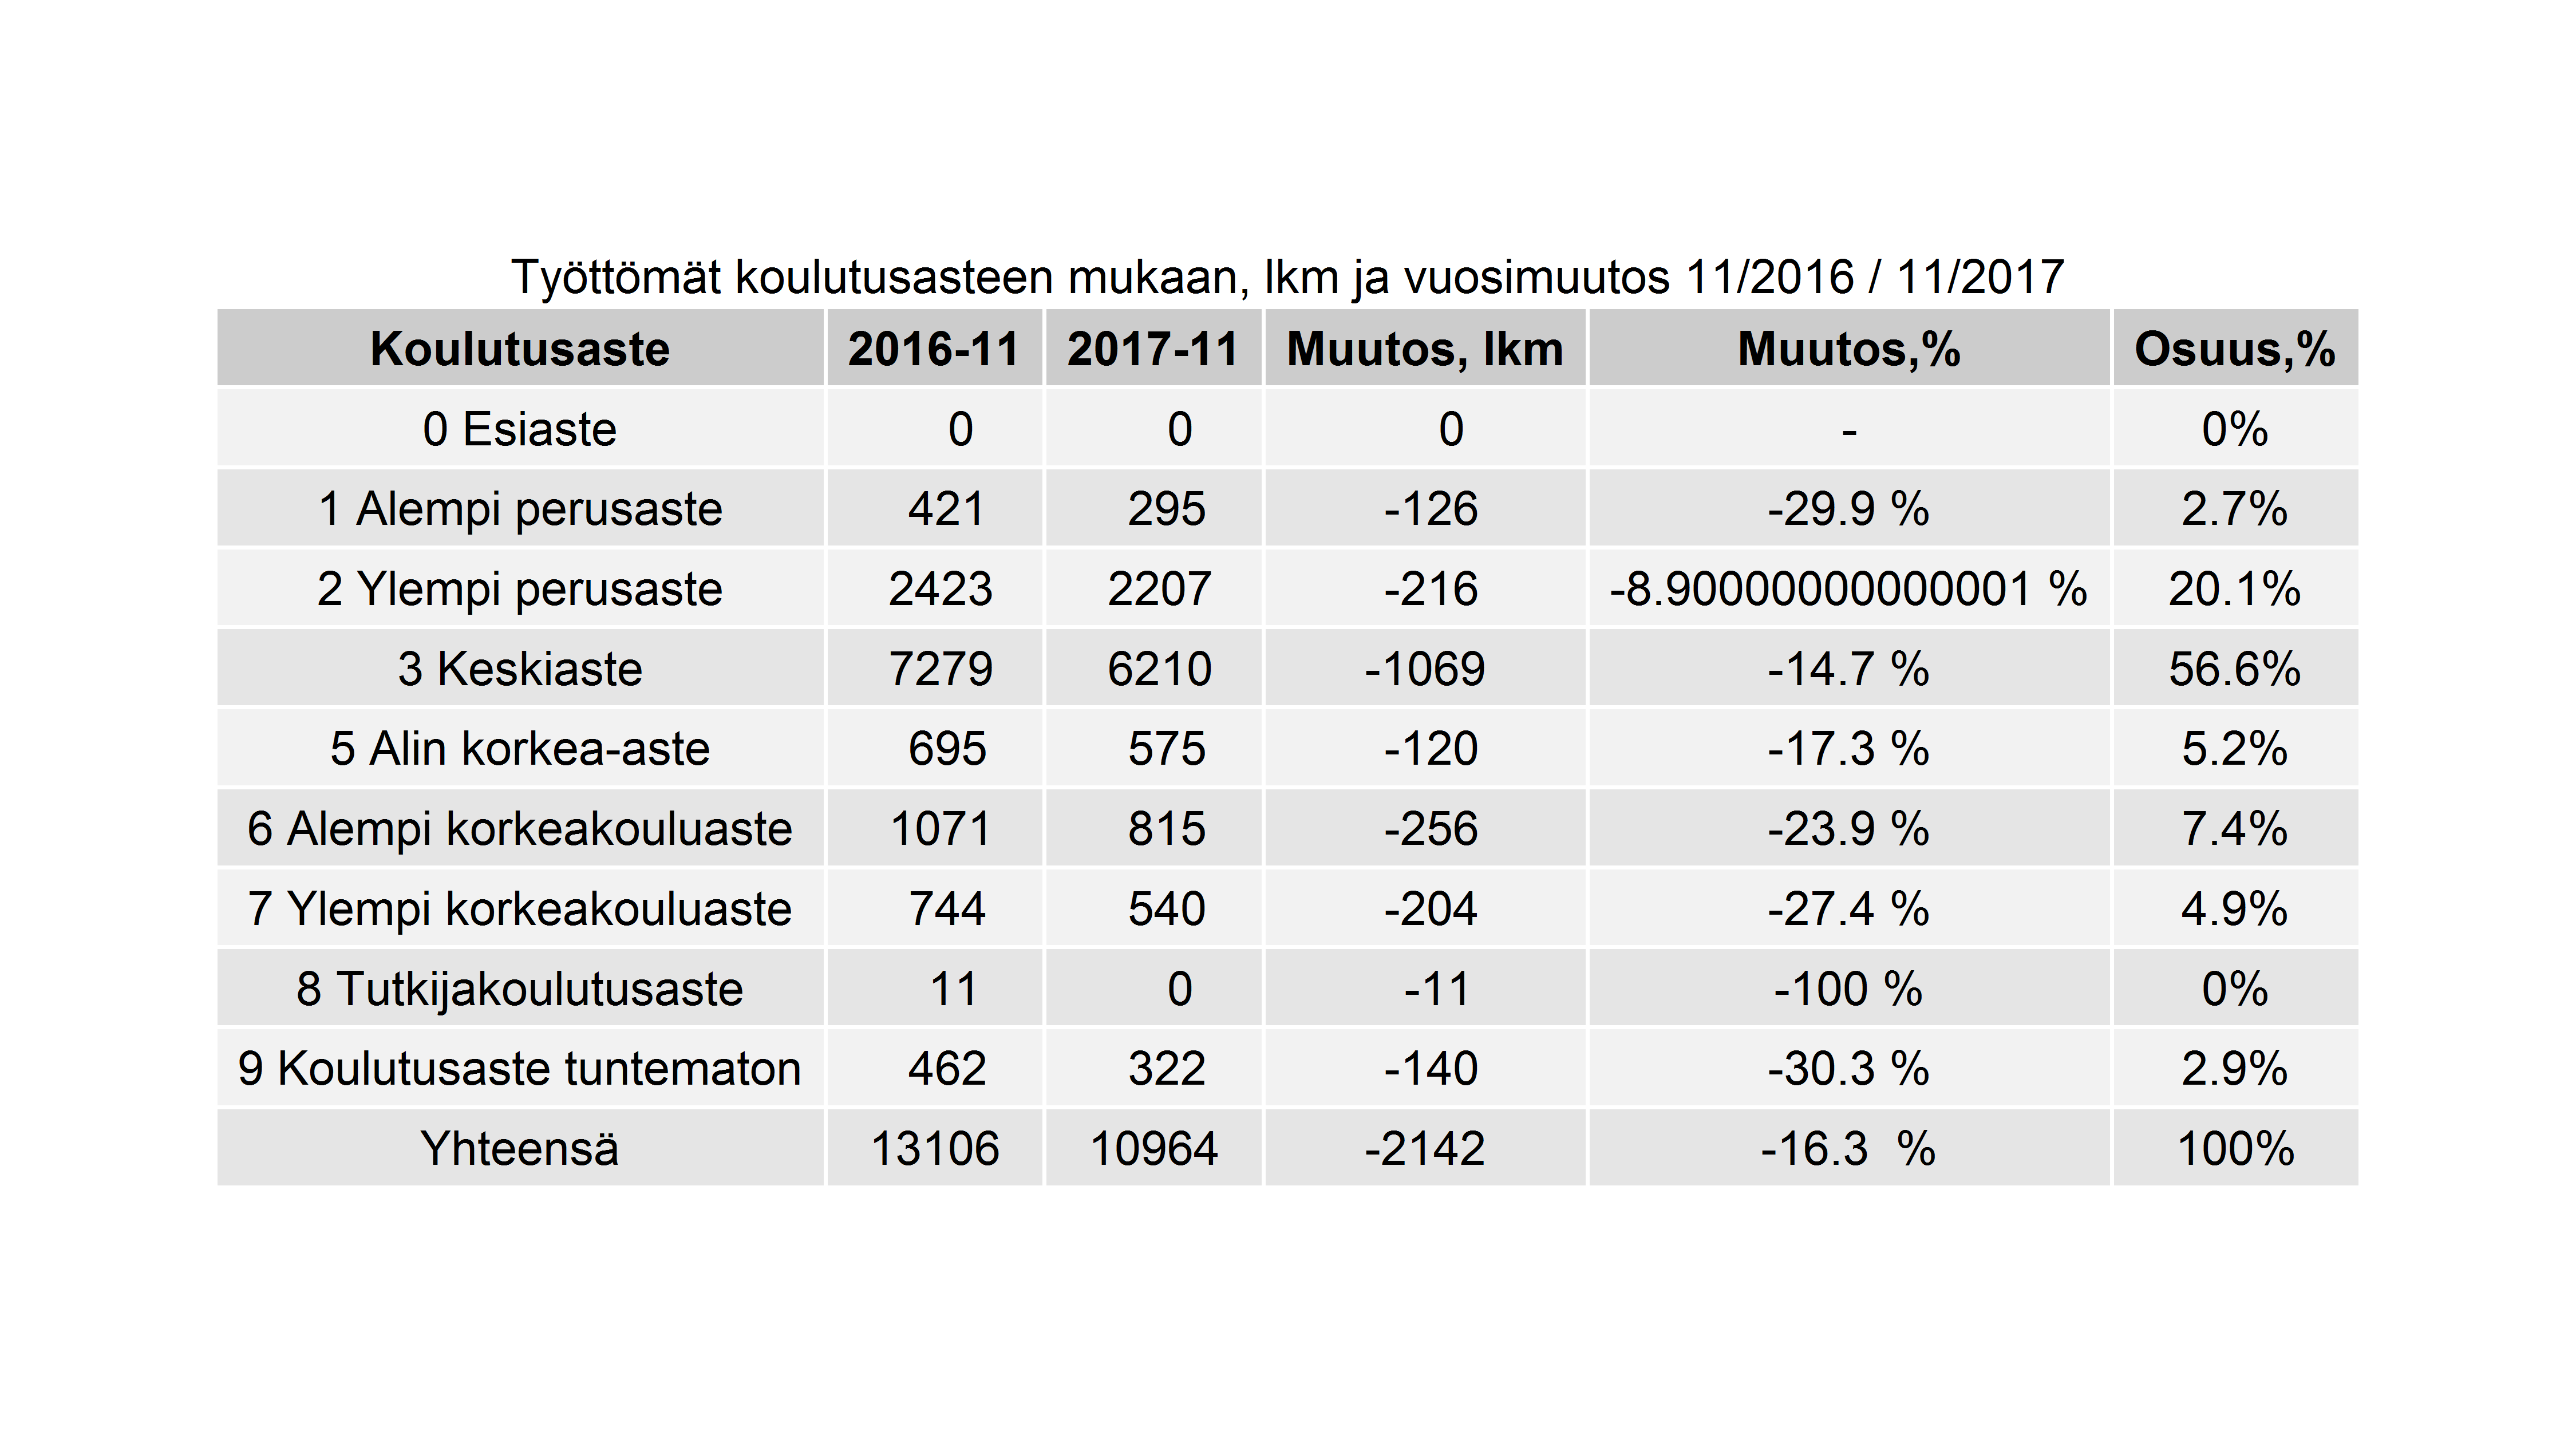 Työttömät koulutusasteen mukaan, lkm ja vuosimuutos 11/2016 / 11/2017
Koulutusaste 2016-11 2017-11 Muutos, lkm Muutos,% Osuus,%
0 Esiaste 0 0 0 - 0%
1 Alempi perusaste 421 295 -126 -29.9 % 2.7%
2 Ylempi perusaste 2423 2207 -216 -8.90000000000001 % 20.1%
3 Keskiaste 7279 6210 -1069 -14.7 % 56.6%
5 Alin korkea-aste 695 575 -120 -17.3 % 5.2%
6 Alempi korkeakouluaste 1071 815 -256 -23.9 % 7.4%
7 Ylempi korkeakouluaste 744 540 -204 -27.4 % 4.9%
8 Tutkijakoulutusaste 11 0 -11 -100 % 0%
9 Koulutusaste tuntematon 462 322 -140 -30.3 % 2.9%
Yhteensä 13106 10964 -2142 -16.3 % 100%